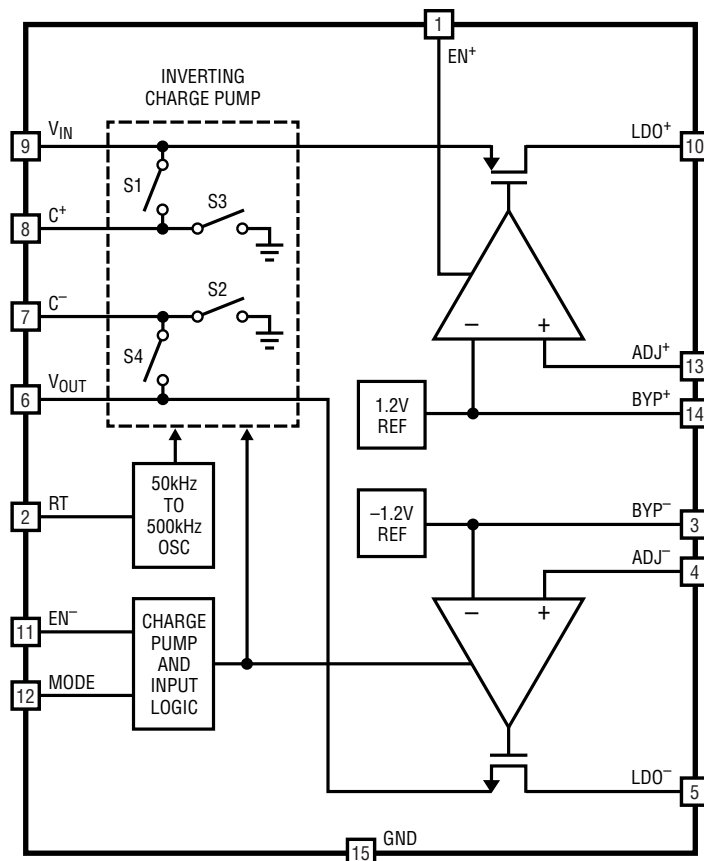 1
EN⁺
INVERTING
CHARGE PUMP
9
V_IN
LDO⁺
10
S1
8
C⁺
S3
7
C⁻
S2
− +
S4
ADJ⁺
13
6
V_OUT
1.2V
REF
BYP⁺
14
2
RT
50kHz
TO
500kHz
OSC
−1.2V
REF
BYP⁻
3
ADJ⁻
4
− +
11
EN⁻
12
MODE
CHARGE
PUMP
AND
INPUT
LOGIC
LDO⁻
5
GND
15